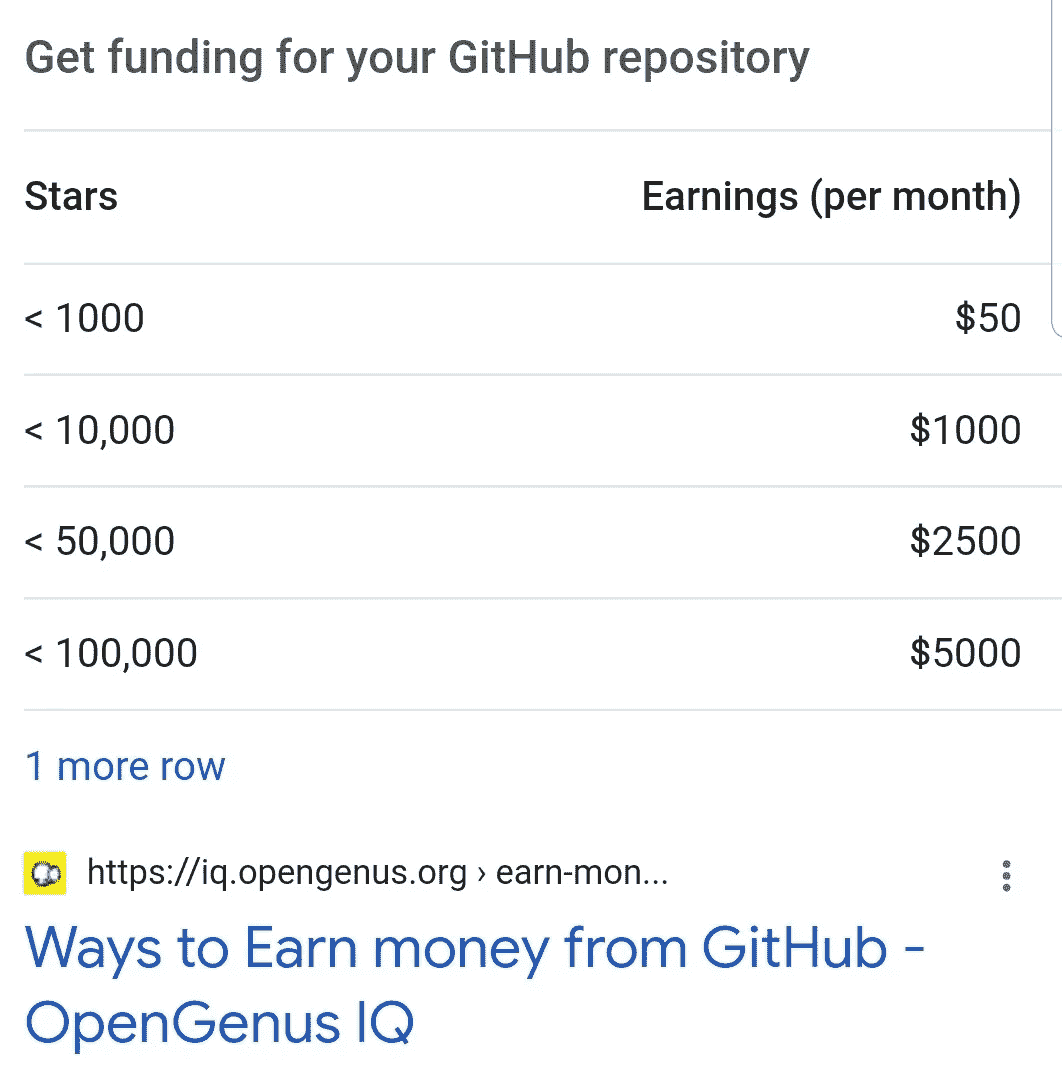 Get funding for your GitHub repository
Stars Earnings (per month)
< 1000 $50
< 10,000 $1000
< 50,000 $2500
< 100,000 $5000
1 more row
https://iq.opengenus.org › earn-mon...
Ways to Earn money from GitHub -
OpenGenus IQ